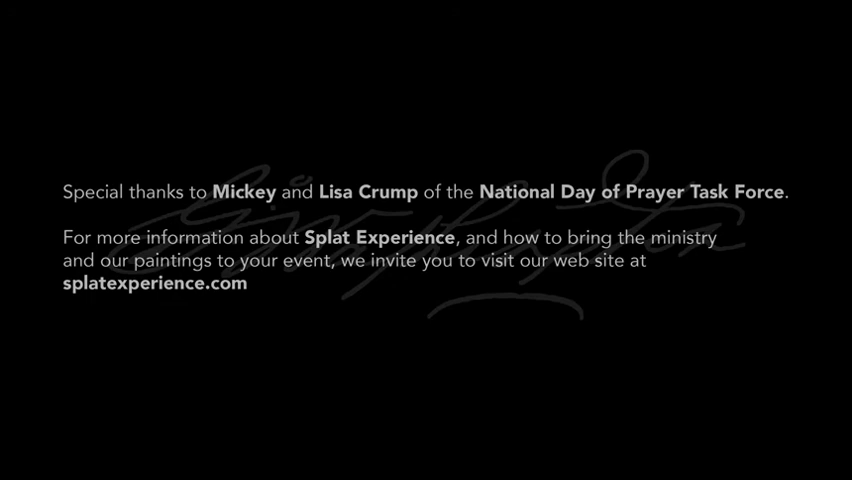 Special thanks to Mickey and Lisa Crump of the National Day of Prayer Task Force.
For more information about Splat Experience, and how to bring the ministry
and our paintings to your event, we invite you to visit our web site at
splatexperience.com